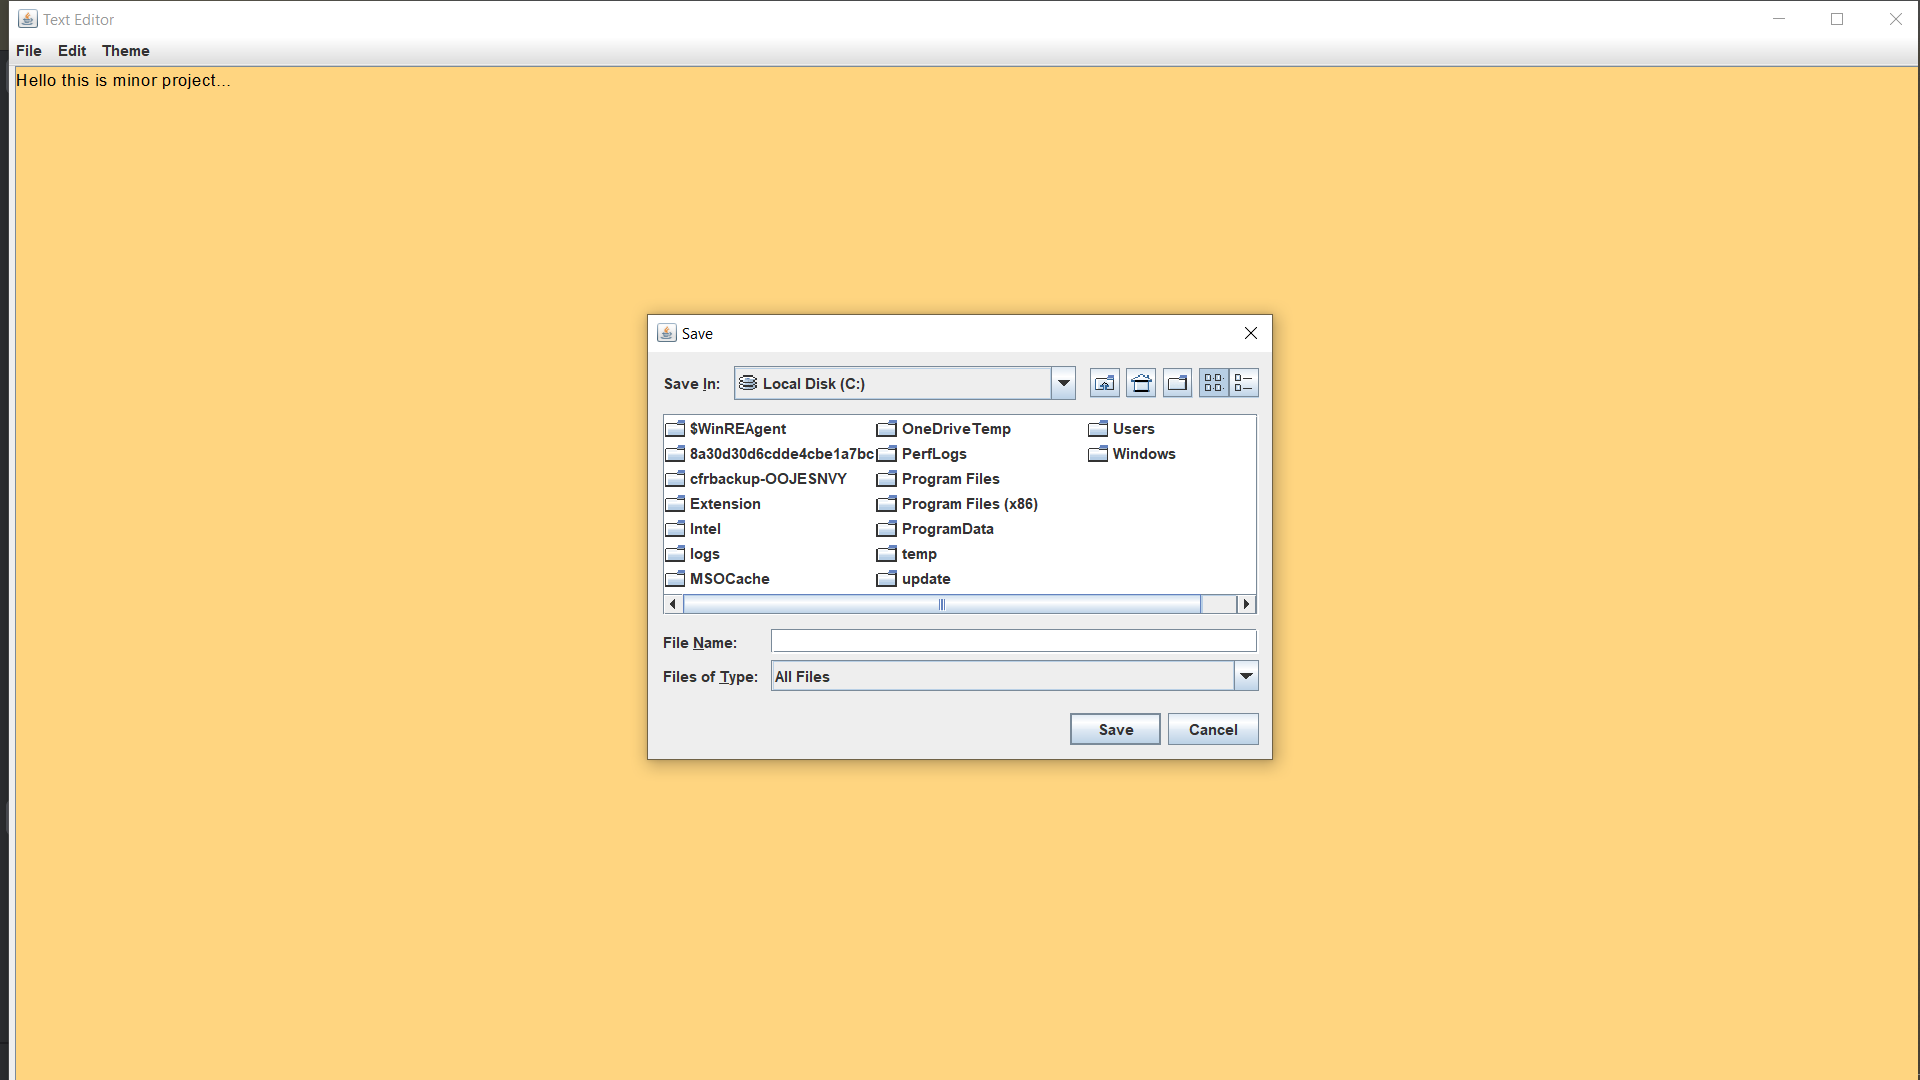 Text Editor
File Edit Theme
Hello this is minor project...
Save
Save In: Local Disk (C:)
$WinREAgent OneDriveTemp Users
8a30d30d6cdde4cbe1a7bc PerfLogs Windows
cfrbackup-OOJESNVY Program Files
Extension Program Files (x86)
Intel ProgramData
logs temp
MSOCache update
File Name:
Files of Type: All Files
Save Cancel